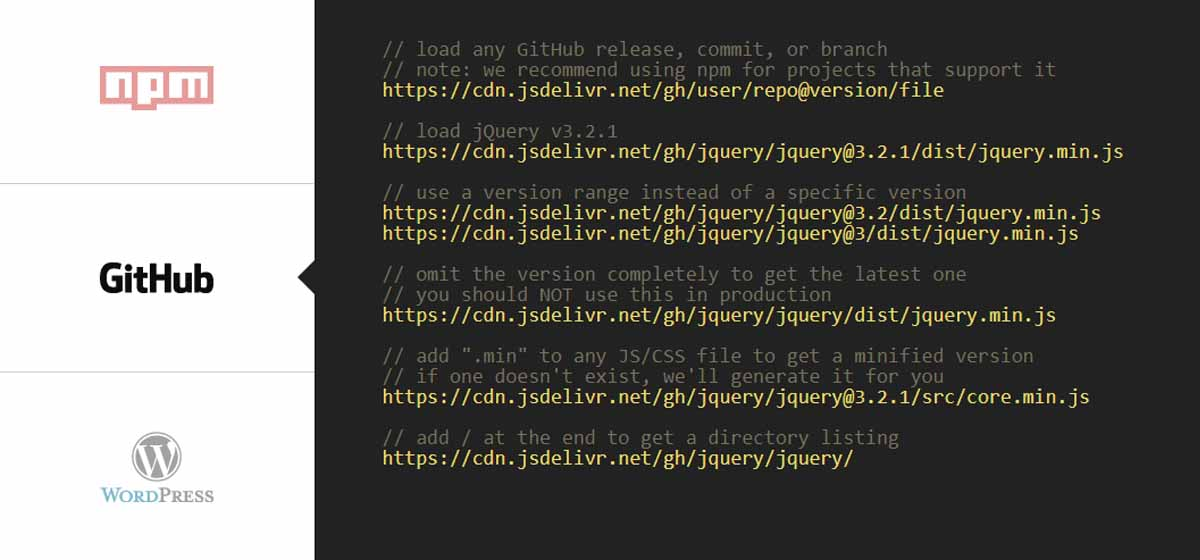 npm
GitHub
WORDPRESS
// load any GitHub release, commit, or branch
// note: we recommend using npm for projects that support it
https://cdn.jsdelivr.net/gh/user/repo@version/file
// load jQuery v3.2.1
https://cdn.jsdelivr.net/gh/jquery/jquery@3.2.1/dist/jquery.min.js
// use a version range instead of a specific version
https://cdn.jsdelivr.net/gh/jquery/jquery@3.2/dist/jquery.min.js
https://cdn.jsdelivr.net/gh/jquery/jquery@3/dist/jquery.min.js
// omit the version completely to get the latest one
// you should NOT use this in production
https://cdn.jsdelivr.net/gh/jquery/jquery/dist/jquery.min.js
// add ".min" to any JS/CSS file to get a minified version
// if one doesn't exist, we'll generate it for you
https://cdn.jsdelivr.net/gh/jquery/jquery@3.2.1/src/core.min.js
// add / at the end to get a directory listing
https://cdn.jsdelivr.net/gh/jquery/jquery/